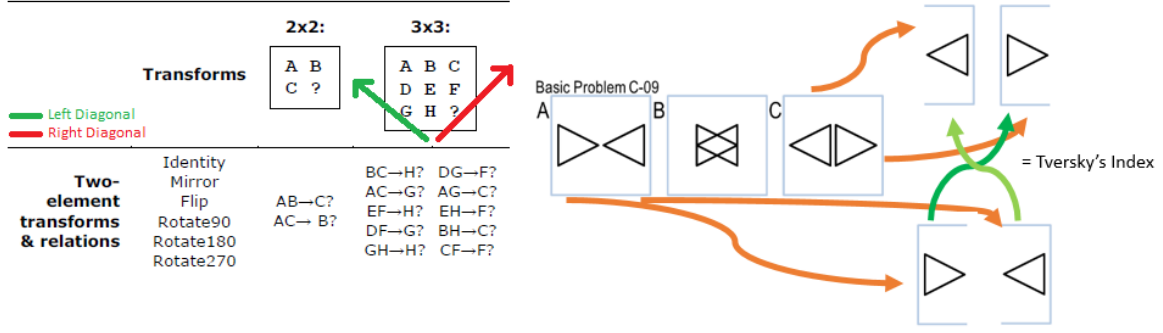 2x2:
3x3:
Transforms
A B
C ?
A B C
D E F
G H ?
Left Diagonal
Right Diagonal
Two-
element
transforms
& relations
Identity
Mirror
Flip
Rotate90
Rotate180
Rotate270
AB→C?
AC→ B?
BC→H? DG→F?
AC→G? AG→C?
EF→H? EH→F?
DF→G? BH→C?
GH→H? CF→F?
Basic Problem C-09
A
B
C
= Tversky's Index